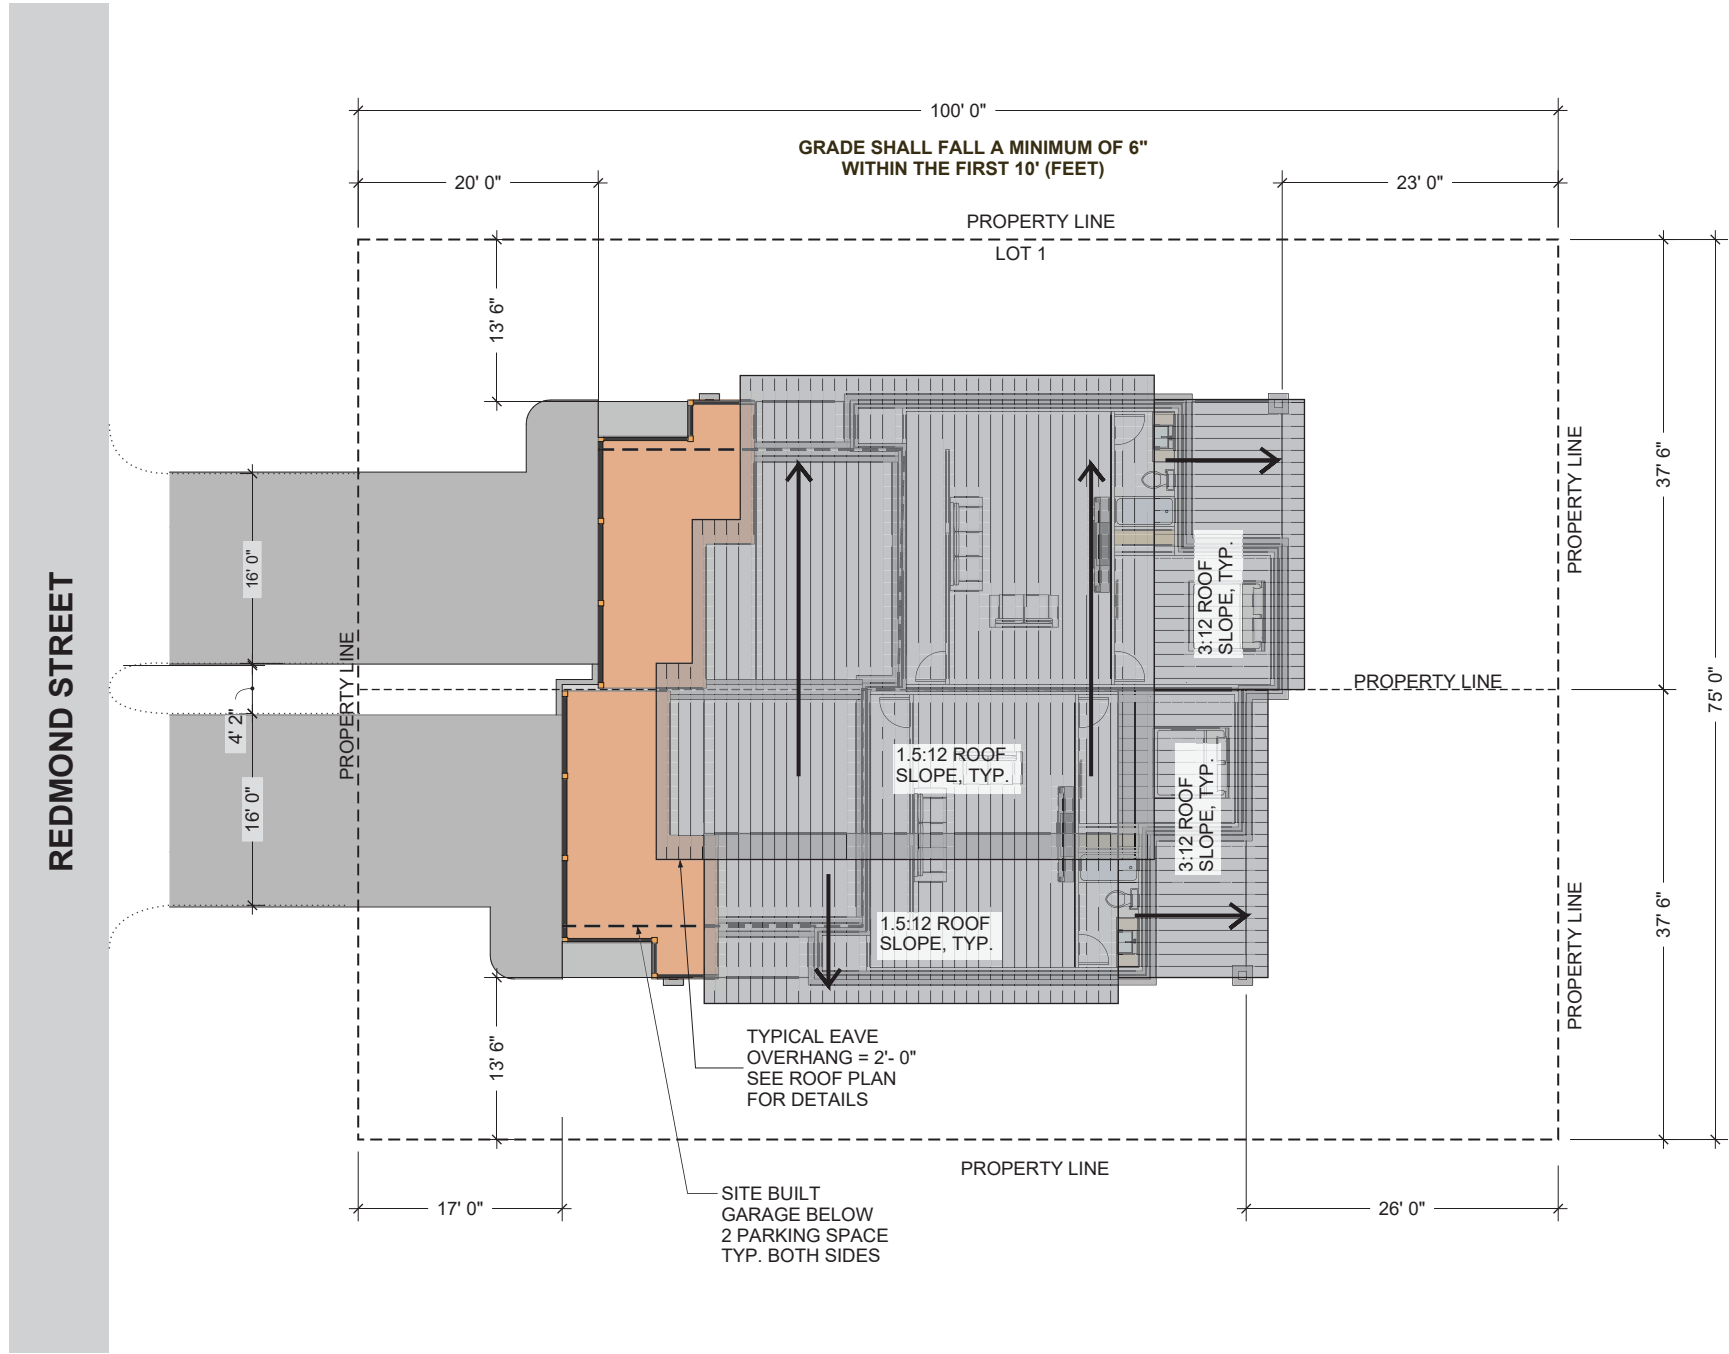 100' 0"
GRADE SHALL FALL A MINIMUM OF 6"
WITHIN THE FIRST 10' (FEET)
20' 0"
23' 0"
PROPERTY LINE
LOT 1
13' 6"
37' 6"
PROPERTY LINE
16' 0"
3:12 ROOF
SLOPE, TYP.
REDMOND STREET
PROPERTY LINE
PROPERTY LINE
75' 0"
4' 2"
1.5:12 ROOF
SLOPE, TYP.
3:12 ROOF
SLOPE, TYP.
16' 0"
1.5:12 ROOF
SLOPE, TYP.
37' 6"
PROPERTY LINE
13' 6"
TYPICAL EAVE
OVERHANG = 2'- 0"
SEE ROOF PLAN
FOR DETAILS
PROPERTY LINE
17' 0"
SITE BUILT
GARAGE BELOW
2 PARKING SPACE
TYP. BOTH SIDES
26' 0"